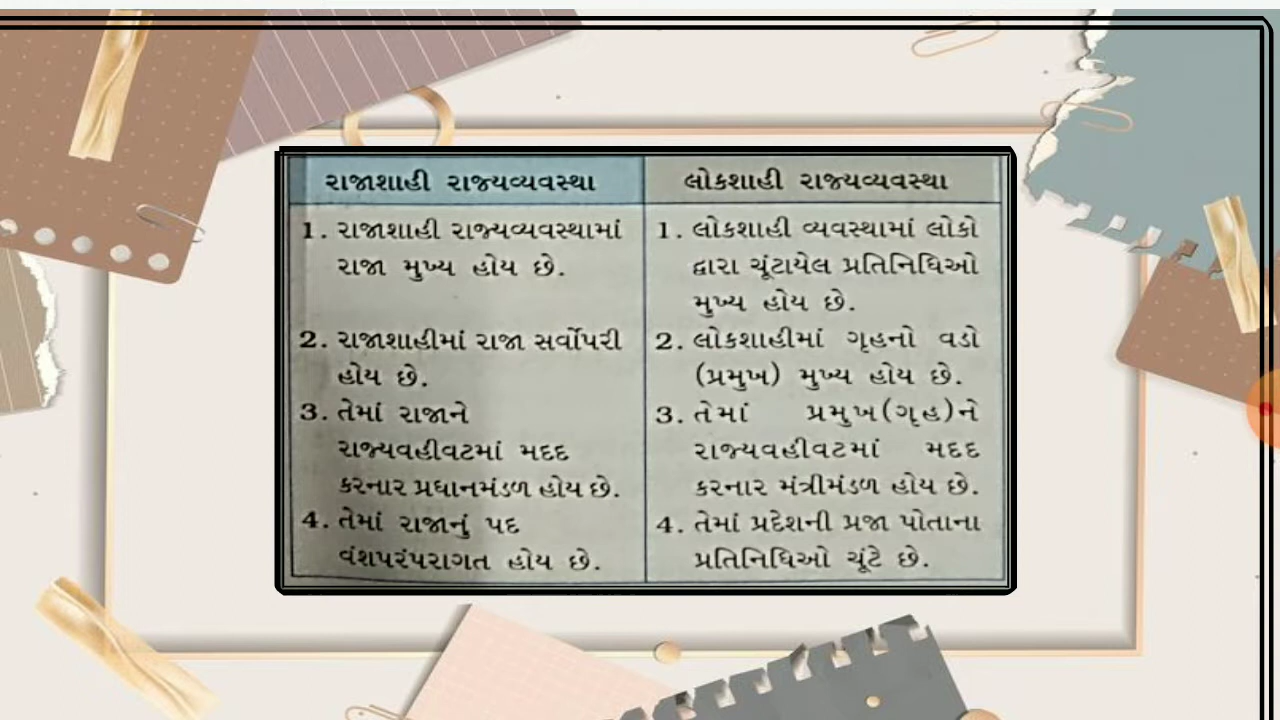 રાજાશાહી રાજ્યવ્યવસ્થા
1. રાજાશાહી રાજ્યવ્યવસ્થામાં
રાજા મુખ્ય હોય છે.
2. રાજાશાહીમાં રાજા સર્વોપરી
હોય છે.
3. તેમાં રાજાને
રાજ્યવહીવટમાં મદદ
કરનાર પ્રધાનમંડળ હોય છે.
4. તેમાં રાજાનું પદ
વંશપરંપરાગત હોય છે.
લોકશાહી રાજ્યવ્યવસ્થા
1. લોકશાહી વ્યવસ્થામાં લોકો
દ્વારા ચૂંટાયેલ પ્રતિનિધિઓ
મુખ્ય હોય છે.
2. લોકશાહીમાં ગૃહનો વડો
(પ્રમુખ) મુખ્ય હોય છે.
3. તેમાં પ્રમુખ(ગૃહ)ને
રાજ્યવહીવટમાં મદદ
કરનાર મંત્રીમંડળ હોય છે.
4. તેમાં પ્રદેશની પ્રજા પોતાના
પ્રતિનિધિઓ ચૂંટે છે.